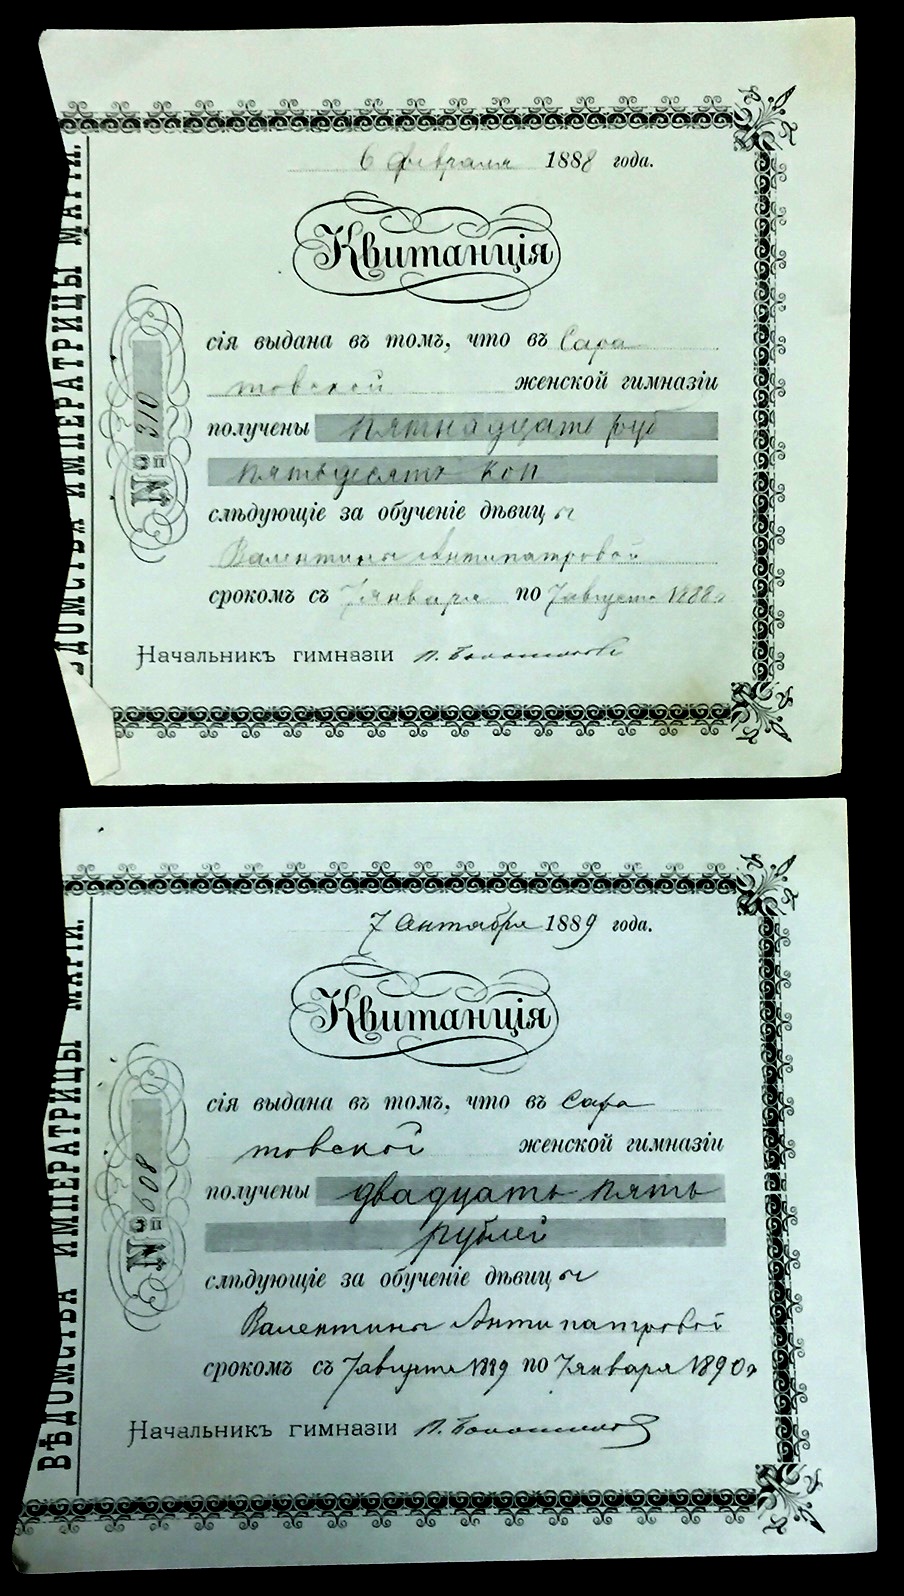 ВѢДОМСТВА ИМПЕРАТРИЦЫ МАРІИ.
6 февраля 1888 года.
Квитанція
№ 310
сія выдана въ томъ, что въ Сара
товской женской гимназіи
получены пятнадцать руб
пятьдесятъ коп
слѣдующіе за обученіе дѣвицы
Валентины Антипатровой
срокомъ съ 7 января по 7 августа 1888 г
Начальникъ гимназіи
ВѢДОМСТВА ИМПЕРАТРИЦЫ МАРІИ.
7 Сентября 1889 года.
Квитанція
№ 608
сія выдана въ томъ, что въ Сара
товской женской гимназіи
получены двадцать пять
рублей
слѣдующіе за обученіе дѣвицы
Валентины Антипатровой
срокомъ съ 7 августа 1889 по 7 января 1890 г
Начальникъ гимназіи